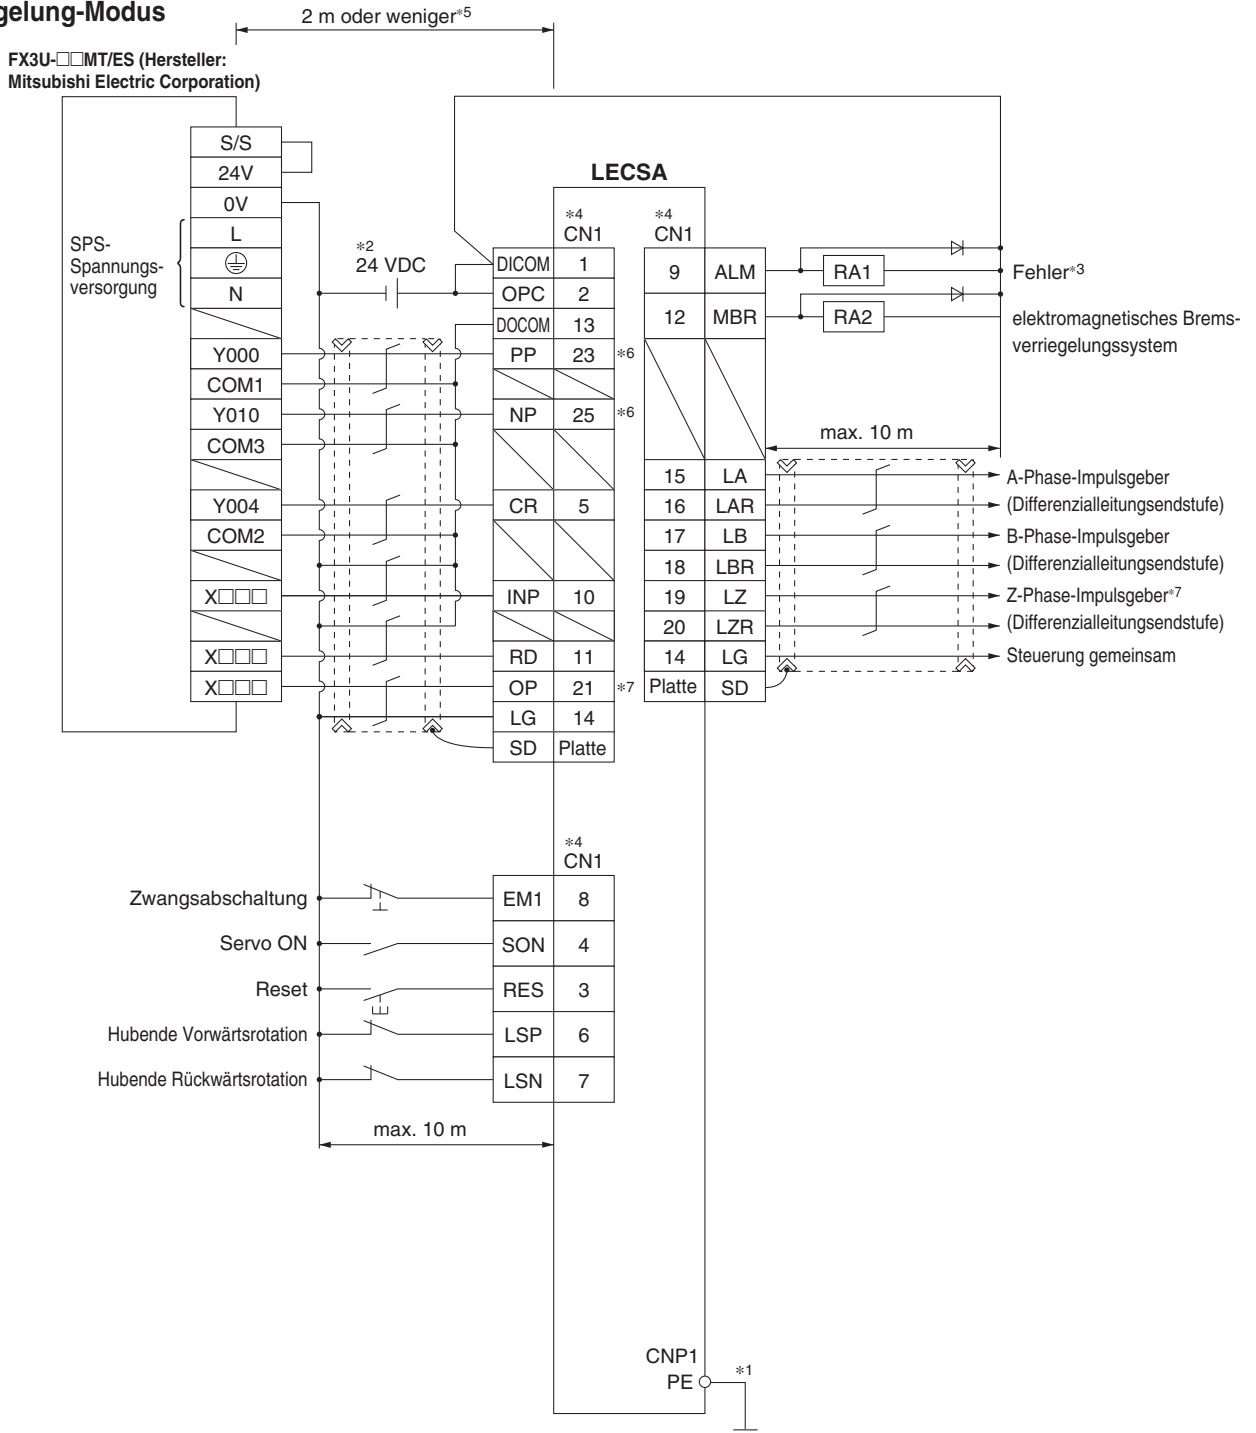 gelung-Modus
2 m oder weniger*5
FX3U-□□MT/ES (Hersteller:
Mitsubishi Electric Corporation)
S/S
24V
0V
L
N
SPS-
Spannungs-
versorgung
Y000
COM1
Y010
COM3
Y004
COM2
X□□□
X□□□
X□□□
*2
24 VDC
LECSA
*4
CN1
DICOM 1
OPC 2
DOCOM 13
PP 23 *6
NP 25 *6
CR 5
INP 10
RD 11
OP 21 *7
LG 14
SD Platte
*4
CN1
9 ALM RA1 Fehler*3
12 MBR RA2 elektromagnetisches Brems-
verriegelungssystem
max. 10 m
15 LA A-Phase-Impulsgeber
16 LAR (Differenzialleitungsendstufe)
17 LB B-Phase-Impulsgeber
18 LBR (Differenzialleitungsendstufe)
19 LZ Z-Phase-Impulsgeber*7
20 LZR (Differenzialleitungsendstufe)
14 LG Steuerung gemeinsam
Platte SD
*4
CN1
Zwangsabschaltung EM1 8
Servo ON SON 4
Reset RES 3
Hubende Vorwärtsrotation LSP 6
Hubende Rückwärtsrotation LSN 7
max. 10 m
CNP1
PE *1